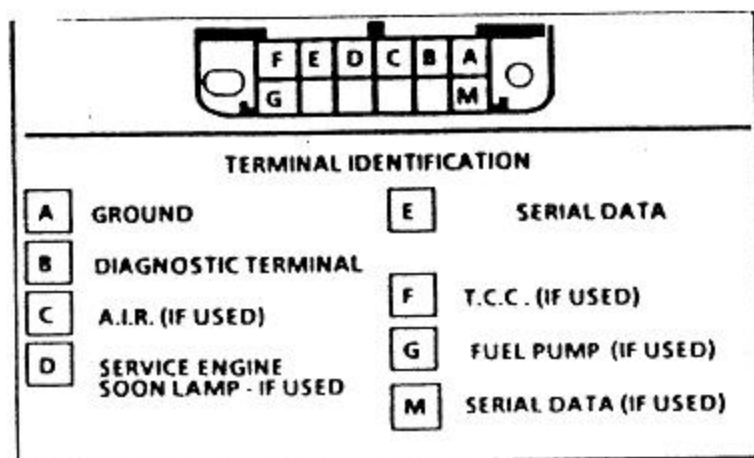 F E D C B A
G M
TERMINAL IDENTIFICATION
A GROUND
B DIAGNOSTIC TERMINAL
C A.I.R. (IF USED)
D SERVICE ENGINE
SOON LAMP - IF USED
E SERIAL DATA
F T.C.C. (IF USED)
G FUEL PUMP (IF USED)
M SERIAL DATA (IF USED)